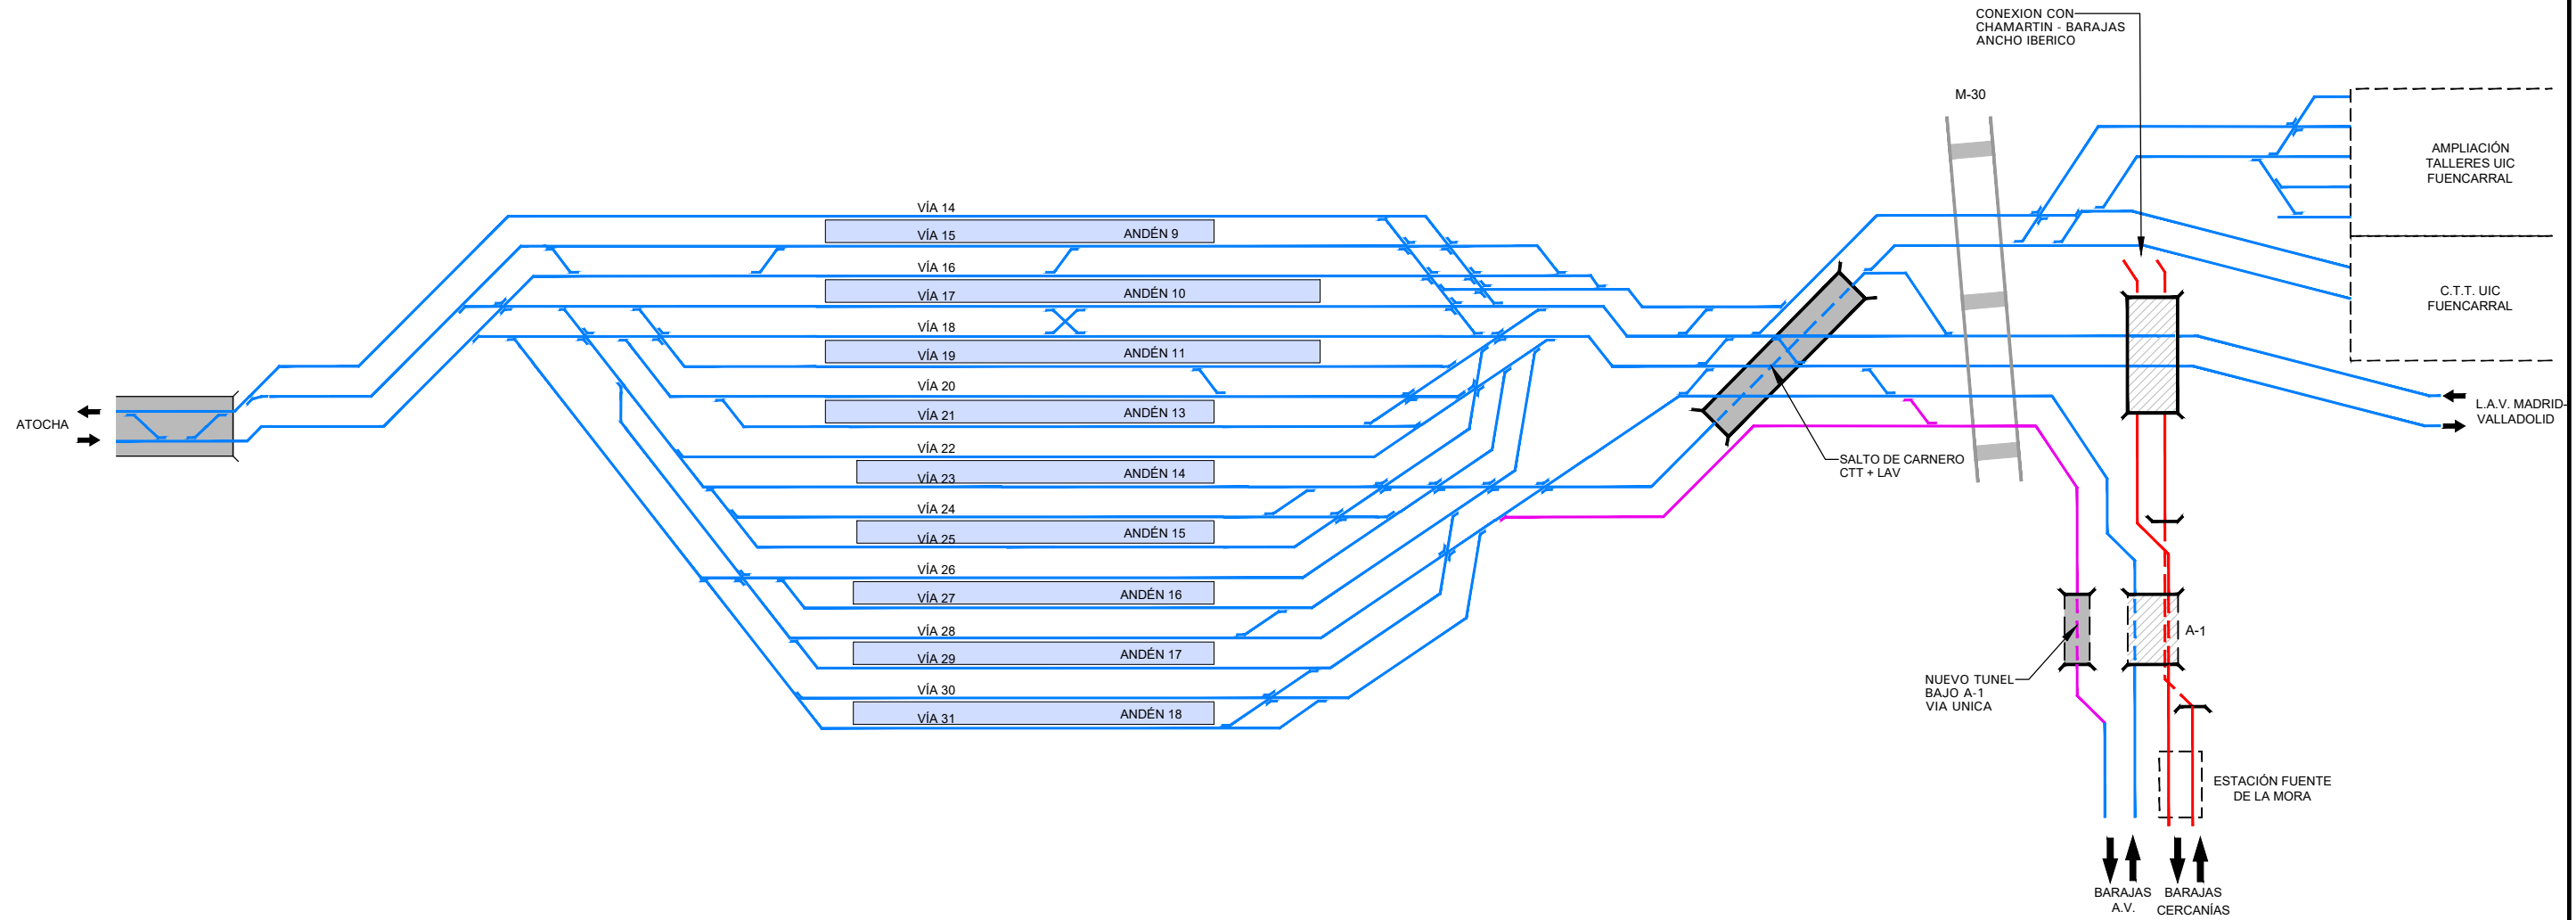 CONEXION CON
CHAMARTIN - BARAJAS
ANCHO IBERICO
M-30
AMPLIACIÓN
TALLERES UIC
FUENCARRAL
C.T.T. UIC
FUENCARRAL
VÍA 14
VÍA 15 ANDÉN 9
VÍA 16
VÍA 17 ANDÉN 10
VÍA 18
VÍA 19 ANDÉN 11
VÍA 20
VÍA 21 ANDÉN 13
VÍA 22
VÍA 23 ANDÉN 14
VÍA 24
VÍA 25 ANDÉN 15
VÍA 26
VÍA 27 ANDÉN 16
VÍA 28
VÍA 29 ANDÉN 17
VÍA 30
VÍA 31 ANDÉN 18
ATOCHA
L.A.V. MADRID-
VALLADOLID
SALTO DE CARNERO
CTT + LAV
A-1
NUEVO TUNEL
BAJO A-1
VIA UNICA
ESTACIÓN FUENTE
DE LA MORA
BARAJAS
A.V.
BARAJAS
CERCANÍAS